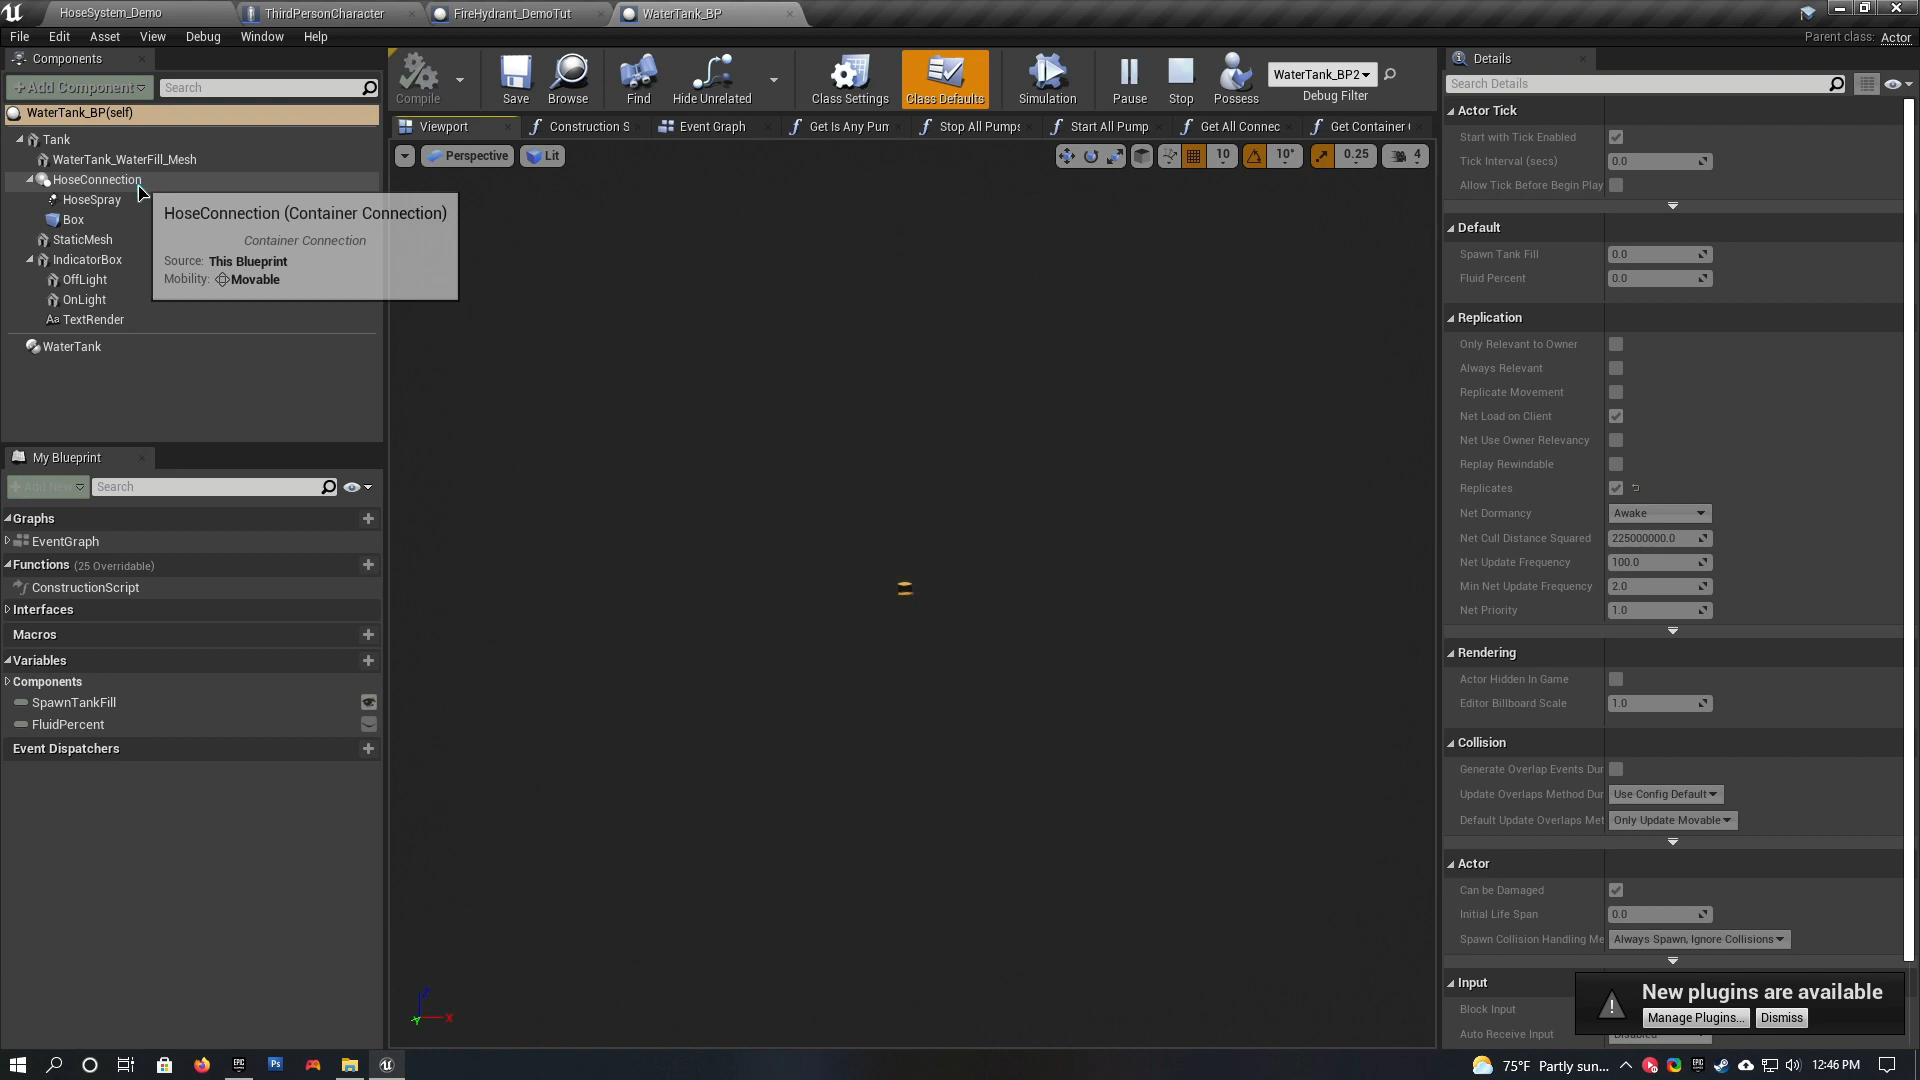 HoseSystem_Demo
ThirdPersonCharacter
FireHydrant_DemoTut
WaterTank_BP
File Edit Asset View Debug Window Help
Parent class: Actor
Components
+Add Component
Search
WaterTank_BP(self)
Tank
WaterTank_WaterFill_Mesh
HoseConnection
HoseSpray
Box
StaticMesh
IndicatorBox
OffLight
OnLight
Aa TextRender
WaterTank
HoseConnection (Container Connection)
Container Connection
Source: This Blueprint
Mobility: Movable
My Blueprint
+ Add New
Search
Graphs
EventGraph
Functions (25 Overridable)
ConstructionScript
Interfaces
Macros
Variables
Components
SpawnTankFill
FluidPercent
Event Dispatchers
Compile
Save
Browse
Find
Hide Unrelated
Class Settings
Class Defaults
Simulation
Pause
Stop
Possess
WaterTank_BP2
Debug Filter
Viewport
Construction S
Event Graph
Get Is Any Pum
Stop All Pumps
Start All Pump
Get All Connec
Get Container
Perspective
Lit
10
10°
0.25
4
Z
X
Y
Details
Search Details
Actor Tick
Start with Tick Enabled
Tick Interval (secs) 0.0
Allow Tick Before Begin Play
Default
Spawn Tank Fill 0.0
Fluid Percent 0.0
Replication
Only Relevant to Owner
Always Relevant
Replicate Movement
Net Load on Client
Net Use Owner Relevancy
Replay Rewindable
Replicates
Net Dormancy Awake
Net Cull Distance Squared 225000000.0
Net Update Frequency 100.0
Min Net Update Frequency 2.0
Net Priority 1.0
Rendering
Actor Hidden In Game
Editor Billboard Scale 1.0
Collision
Generate Overlap Events Dur
Update Overlaps Method Dur Use Config Default
Default Update Overlaps Met Only Update Movable
Actor
Can be Damaged
Initial Life Span 0.0
Spawn Collision Handling Me Always Spawn, Ignore Collisions
Input
Block Input
Auto Receive Input Disabled
New plugins are available
Manage Plugins...
Dismiss
EPIC
Ps
75°F Partly sun...
12:46 PM